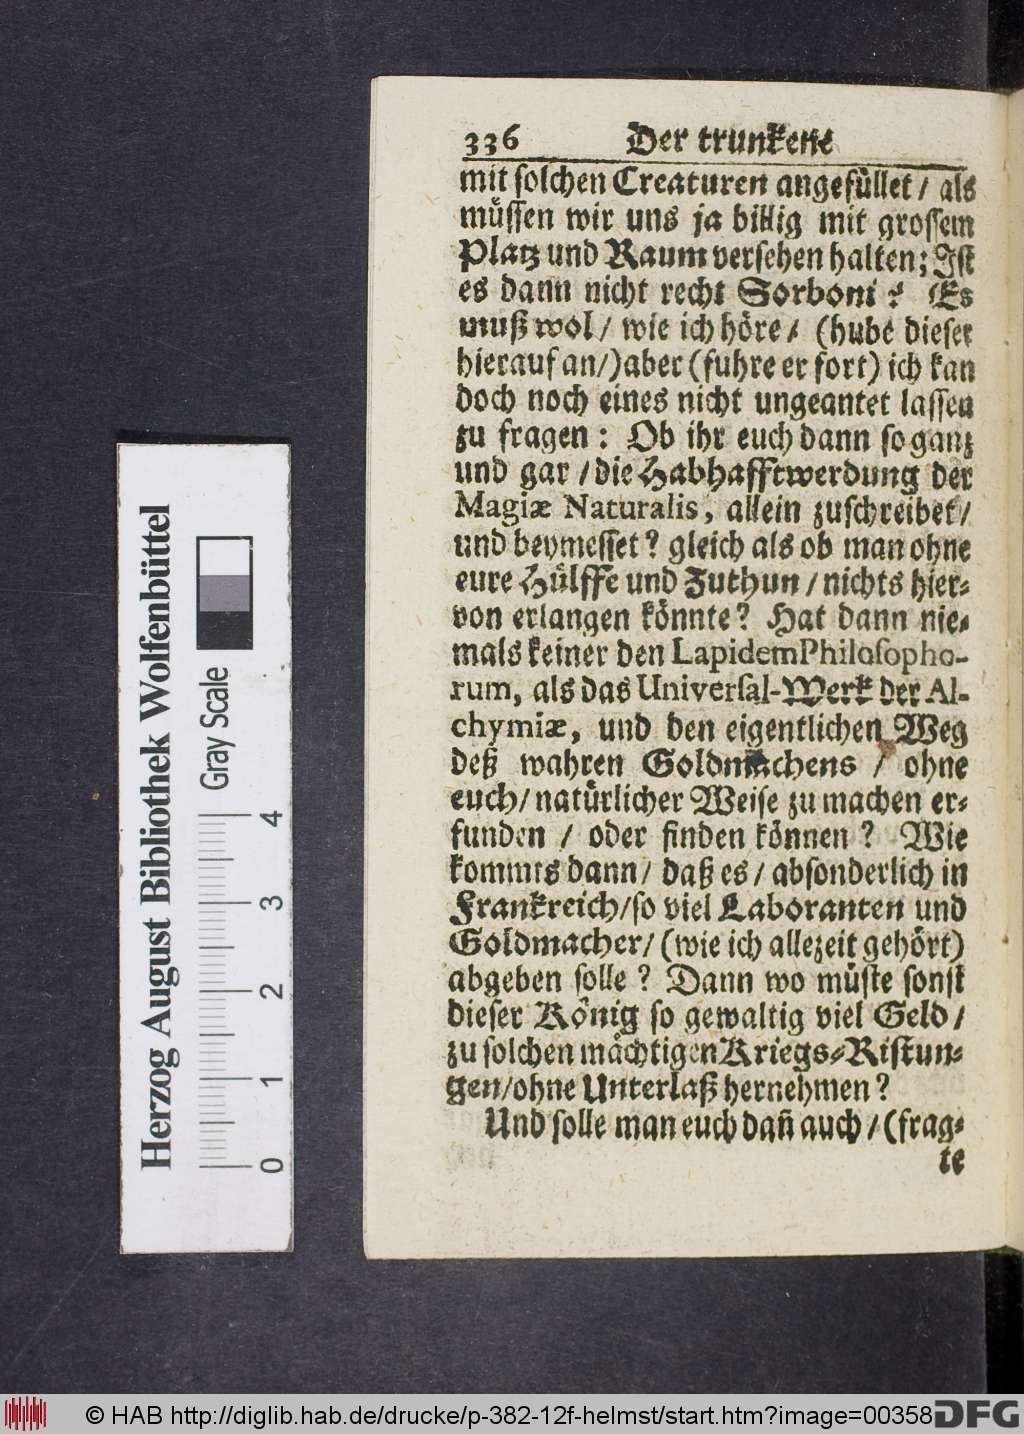 336 Der trunkene
mit solchen Creaturen angefüllet / als
müssen wir uns ja billig mit grossem
Platz und Raum versehen halten; Ist
es dann nicht recht Sorboni? Es
muß wol / wie ich höre / (hube dieser
hierauf an/) aber (fuhre er fort) ich kan
doch noch eines nicht ungeantet lassen
zu fragen: Ob ihr euch dann so gantz
und gar / die Habhafftwerdung der
Magiæ Naturalis, allein zuschreibet /
und beymesset? gleich als ob man ohne
eure Hülffe und Zuthun / nichts hier-
von erlangen könnte? Hat dann nie-
mals keiner den Lapidem Philosopho-
rum, als das Universal-Werk der Al-
chymiæ, und den eigentlichen Weg
deß wahren Goldmachens / ohne
euch / natürlicher Weise zu machen er-
funden / oder finden können? Wie
kommts dann / daß es / absonderlich in
Frankreich / so viel Laboranten und
Goldmacher / (wie ich allezeit gehört)
abgeben solle? Dann wo müste sonst
dieser König so gewaltig viel Geld /
zu solchen mächtigen Kriegs-Ristun-
gen / ohne Unterlaß hernehmen?
Und solle man euch dañ auch / (frag-
te
Herzog August Bibliothek Wolfenbüttel
Gray Scale
0 1 2 3 4
© HAB http://diglib.hab.de/drucke/p-382-12f-helmst/start.htm?image=00358
DFG